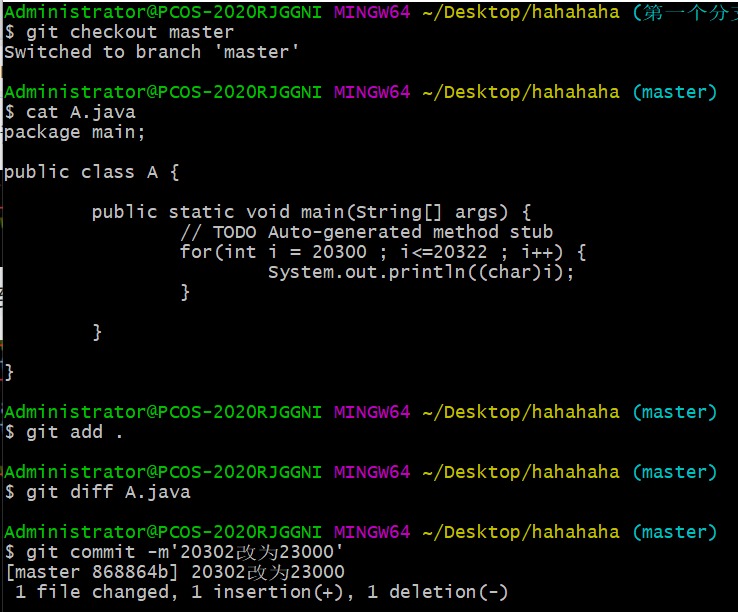 Administrator@PCOS-2020RJGGNI MINGW64 ~/Desktop/hahahaha (第一个分支
$ git checkout master
Switched to branch 'master'
Administrator@PCOS-2020RJGGNI MINGW64 ~/Desktop/hahahaha (master)
$ cat A.java
package main;
public class A {
public static void main(String[] args) {
// TODO Auto-generated method stub
for(int i = 20300 ; i<=20322 ; i++) {
System.out.println((char)i);
}
}
}
Administrator@PCOS-2020RJGGNI MINGW64 ~/Desktop/hahahaha (master)
$ git add .
Administrator@PCOS-2020RJGGNI MINGW64 ~/Desktop/hahahaha (master)
$ git diff A.java
Administrator@PCOS-2020RJGGNI MINGW64 ~/Desktop/hahahaha (master)
$ git commit -m'20302改为23000'
[master 868864b] 20302改为23000
1 file changed, 1 insertion(+), 1 deletion(-)